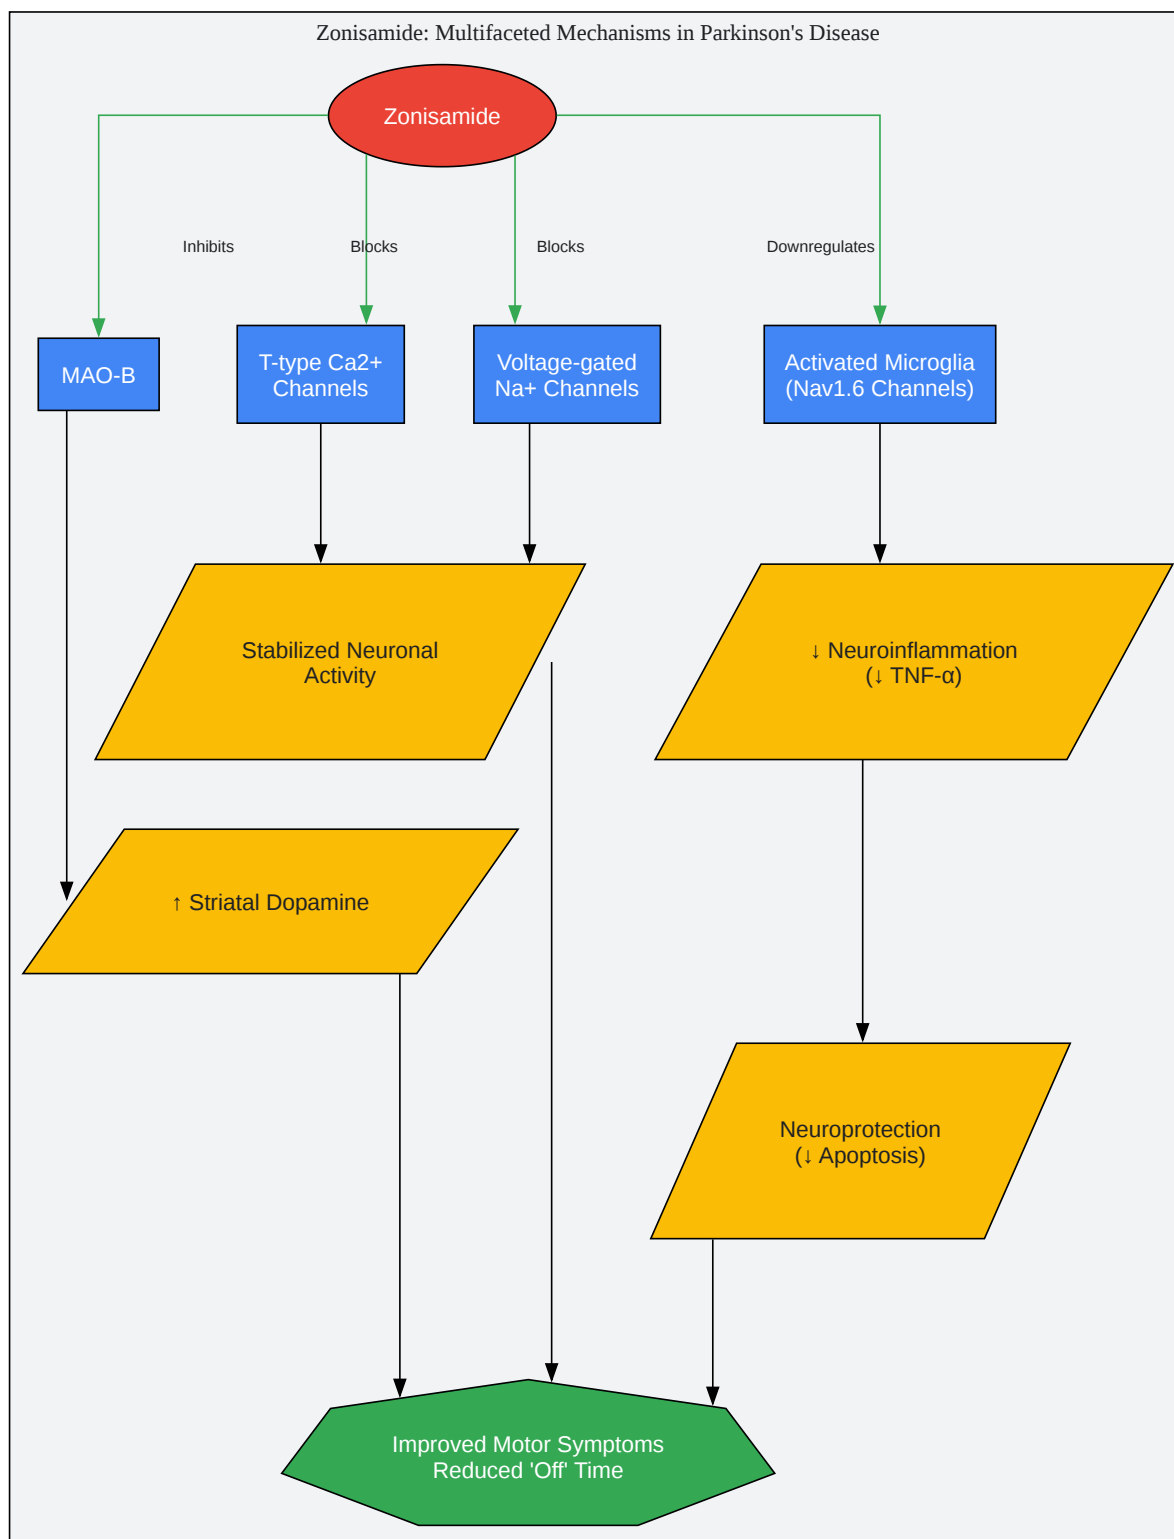 Zonisamide: Multifaceted Mechanisms in Parkinson's Disease
Zonisamide
Inhibits
Blocks
Blocks
Downregulates
MAO-B
T-type Ca2+
Channels
Voltage-gated
Na+ Channels
Activated Microglia
(Nav1.6 Channels)
Stabilized Neuronal
Activity
↓ Neuroinflammation
(↓ TNF-α)
↑ Striatal Dopamine
Neuroprotection
(↓ Apoptosis)
Improved Motor Symptoms
Reduced 'Off' Time